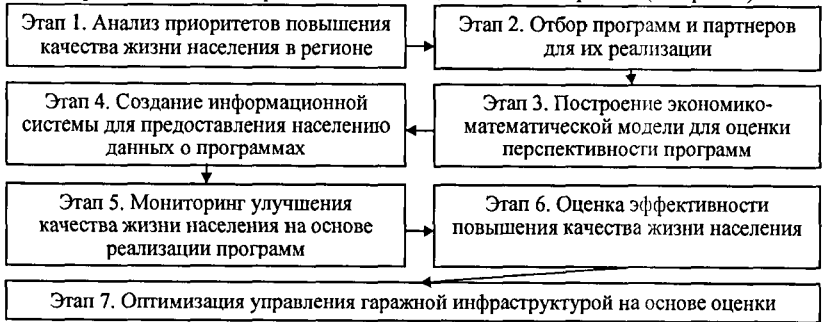 Этап 1. Анализ приоритетов повышения
качества жизни населения в регионе
Этап 2. Отбор программ и партнеров
для их реализации
Этап 4. Создание информационной
системы для предоставления населению
данных о программах
Этап 3. Построение экономико-
математической модели для оценки
перспективности программ
Этап 5. Мониторинг улучшения
качества жизни населения на основе
реализации программ
Этап 6. Оценка эффективности
повышения качества жизни населения
Этап 7. Оптимизация управления гаражной инфраструктурой на основе оценки